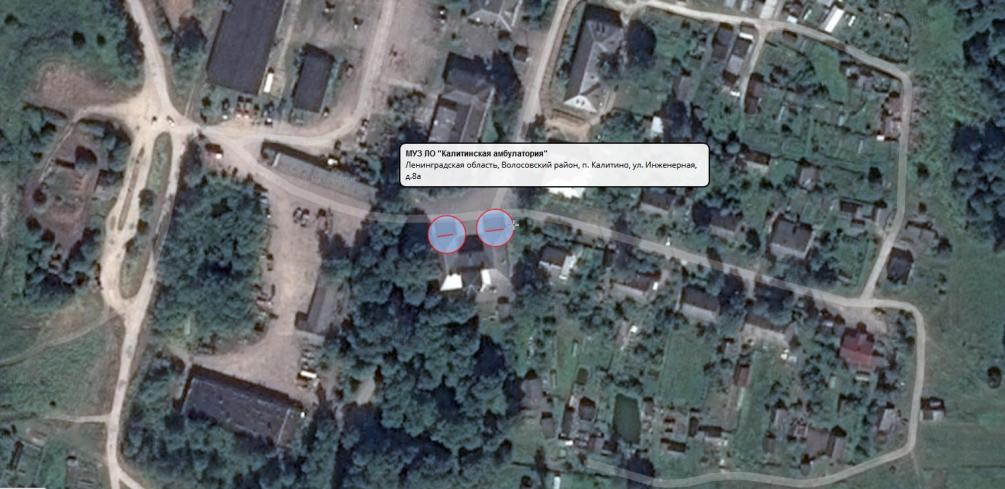 МУЗ ЛО "Калитинская амбулатория"
Ленинградская область, Волосовский район, п. Калитино, ул. Инженерная,
д.8а